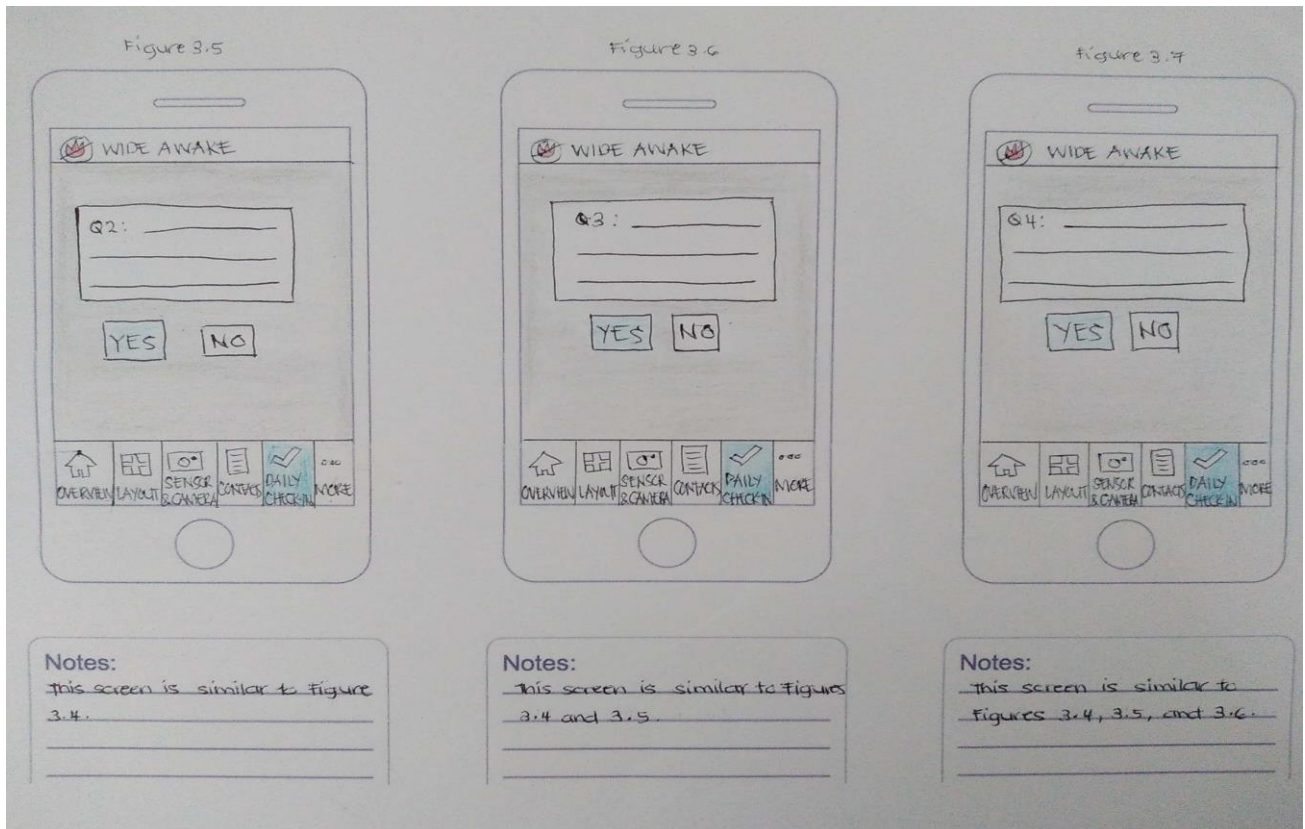 Figure 3.5
WIDE AWAKE
Q2:
YES NO
OVERVIEW LAYOUT SENSOR & CAMERA CONTACTS DAILY CHECK IN MORE
Notes:
This screen is similar to Figure
3.4.
Figure 3.6
WIDE AWAKE
Q3:
YES NO
OVERVIEW LAYOUT SENSOR & CAMERA CONTACTS DAILY CHECK IN MORE
Notes:
This screen is similar to Figures
3.4 and 3.5.
Figure 3.7
WIDE AWAKE
Q4:
YES NO
OVERVIEW LAYOUT SENSOR & CAMERA CONTACTS DAILY CHECK IN MORE
Notes:
This screen is similar to
Figures 3.4, 3.5, and 3.6.